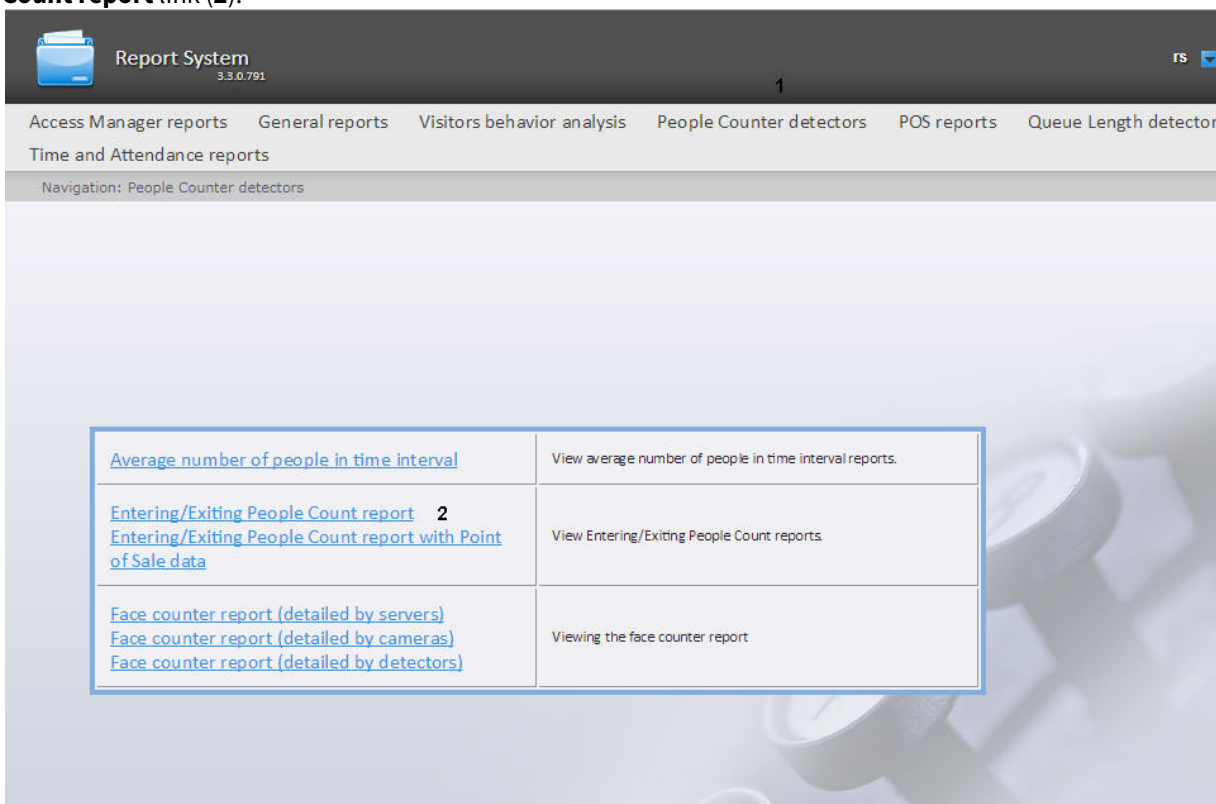 Count report link (2).
Report System
3.3.0.791
rs
1
Access Manager reports General reports Visitors behavior analysis People Counter detectors POS reports Queue Length detector
Time and Attendance reports
Navigation: People Counter detectors
Average number of people in time interval
View average number of people in time interval reports.
Entering/Exiting People Count report 2
Entering/Exiting People Count report with Point
of Sale data
View Entering/Exiting People Count reports.
Face counter report (detailed by servers)
Face counter report (detailed by cameras)
Face counter report (detailed by detectors)
Viewing the face counter report